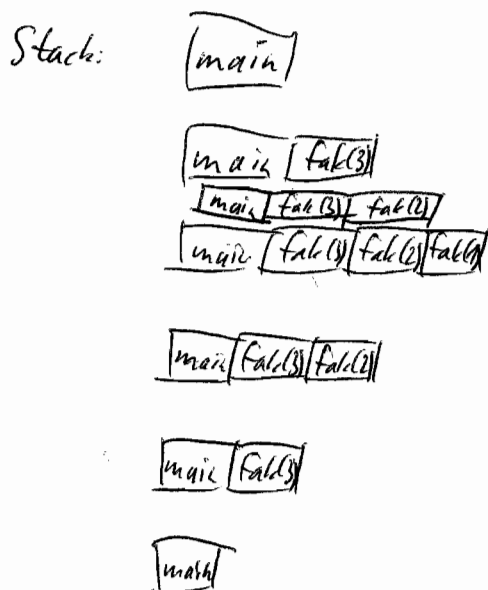 Stack: main
main fak(3)
main fak(3) fak(2)
main fak(3) fak(2) fak(1)
main fak(3) fak(2)
main fak(3)
main